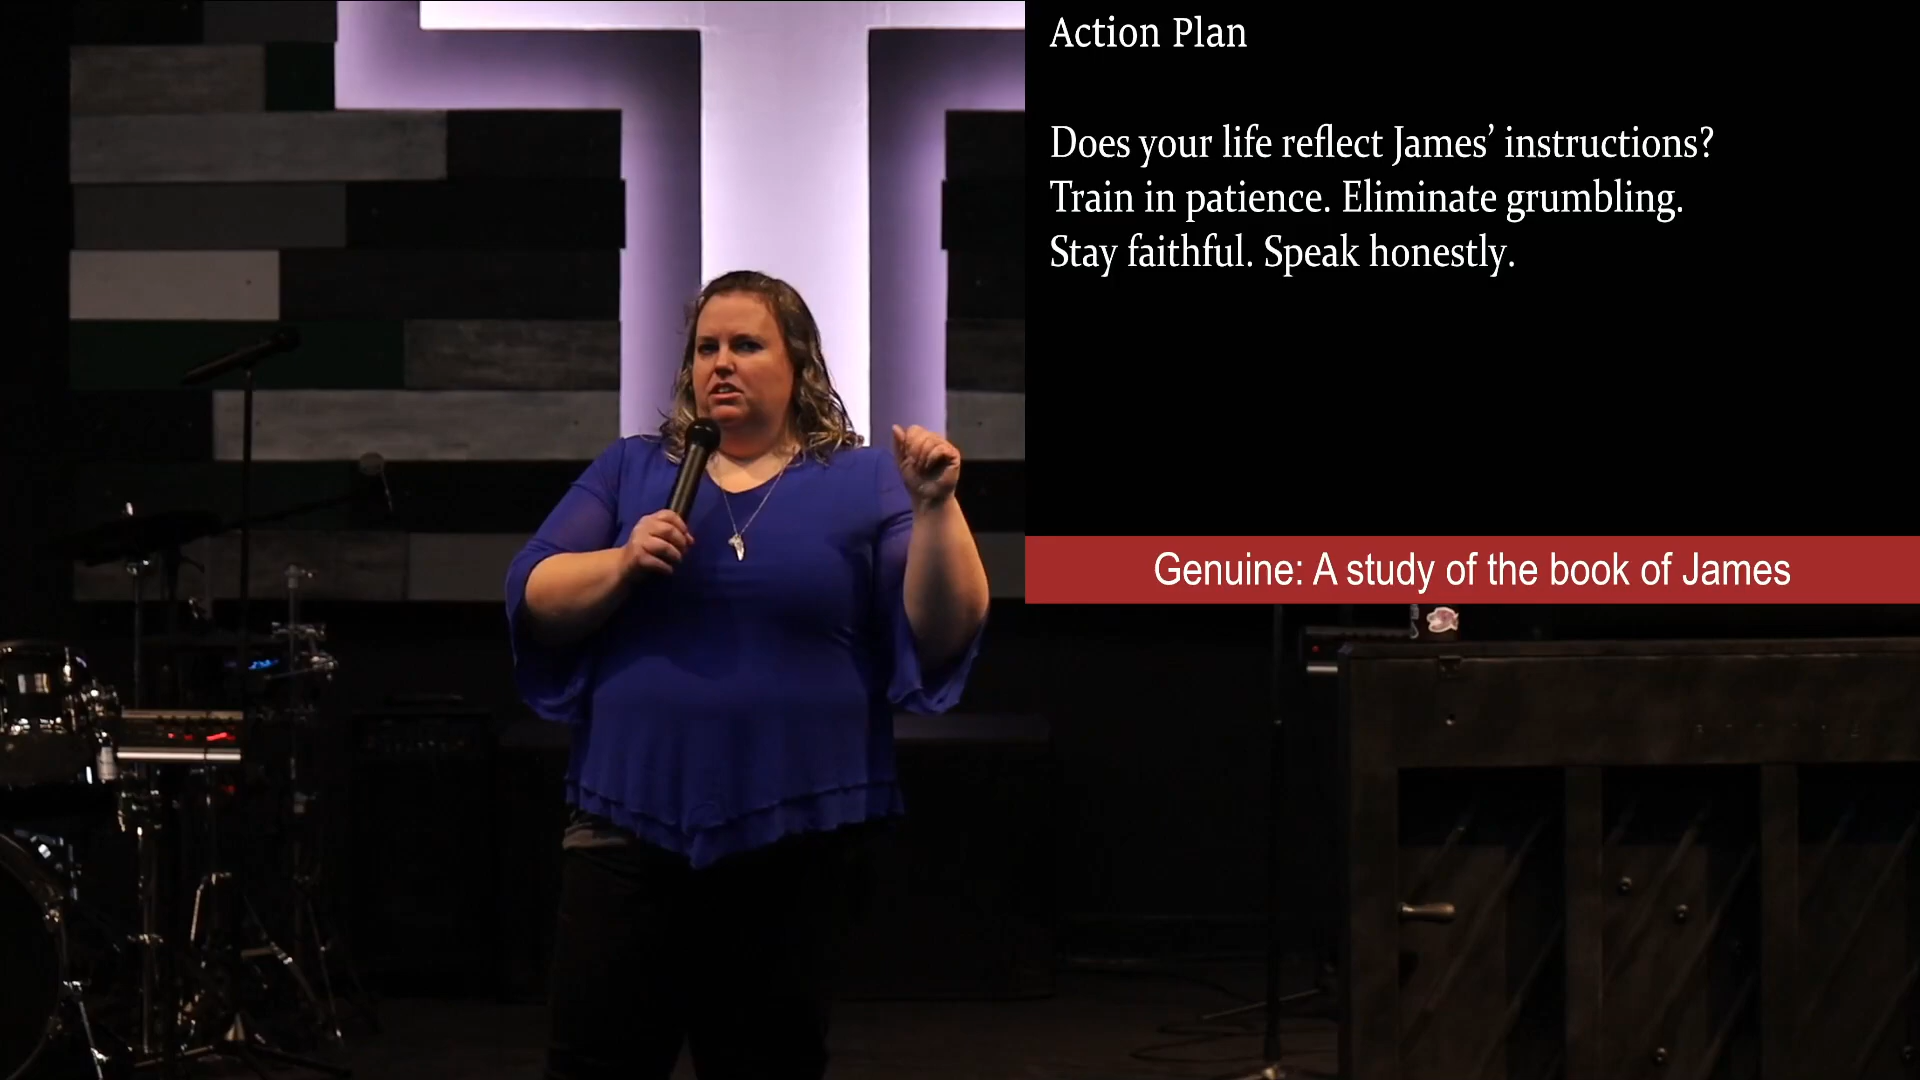 Action Plan
Does your life reflect James’ instructions?
Train in patience. Eliminate grumbling.
Stay faithful. Speak honestly.
Genuine: A study of the book of James